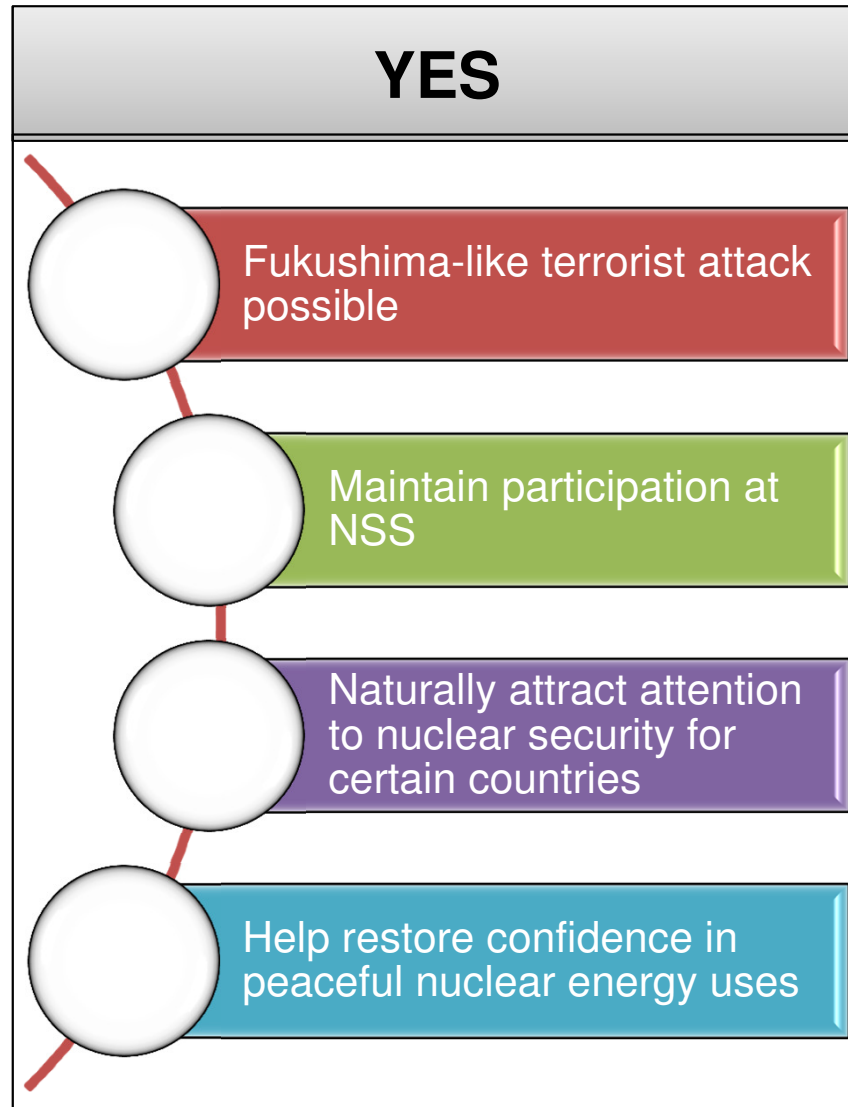 YES
Fukushima-like terrorist attack
possible
Maintain participation at
NSS
Naturally attract attention
to nuclear security for
certain countries
Help restore confidence in
peaceful nuclear energy uses